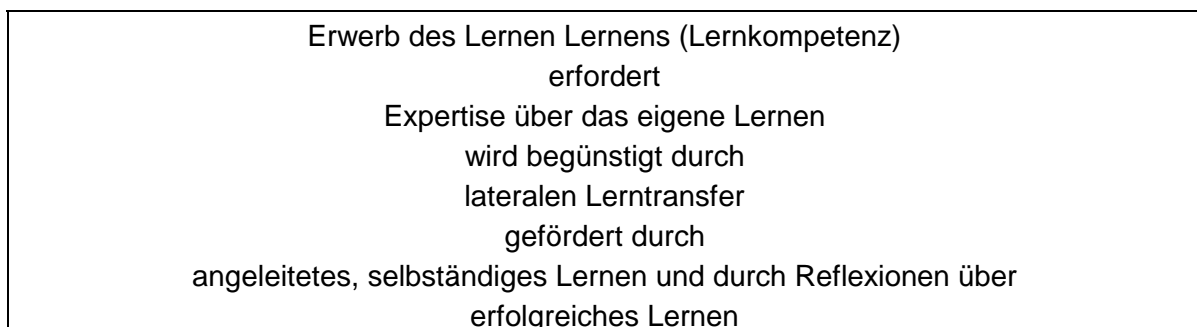 Erwerb des Lernen Lernens (Lernkompetenz)
erfordert
Expertise über das eigene Lernen
wird begünstigt durch
lateralen Lerntransfer
gefördert durch
angeleitetes, selbständiges Lernen und durch Reflexionen über
erfolgreiches Lernen